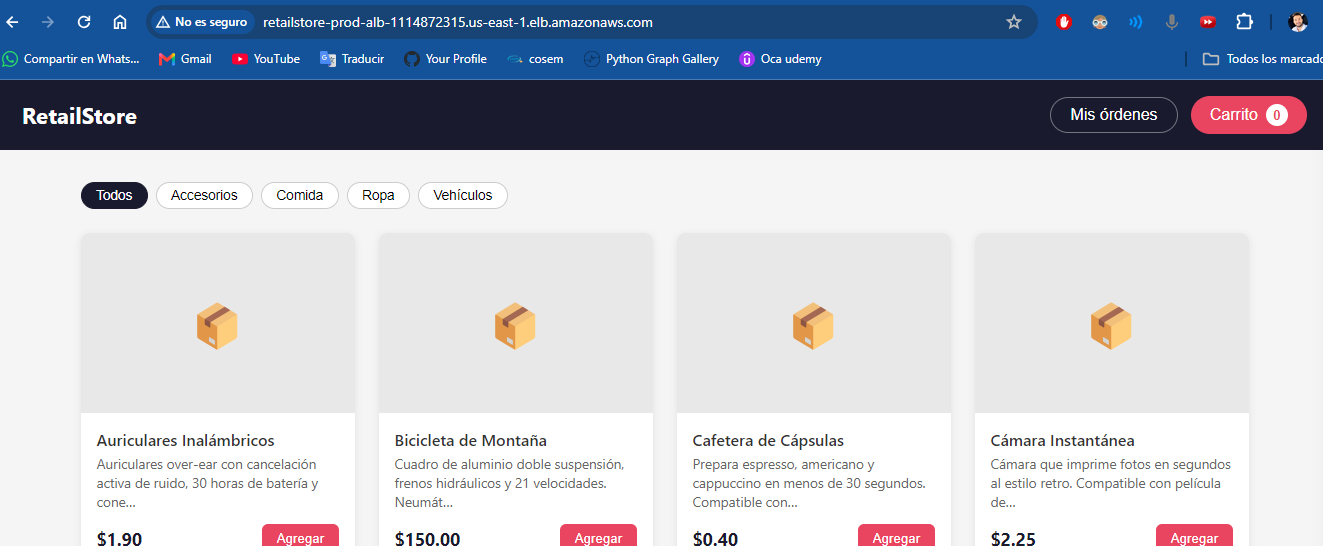 No es seguro retailstore-prod-alb-1114872315.us-east-1.elb.amazonaws.com
Compartir en Whats... Gmail YouTube Traducir Your Profile cosem Python Graph Gallery Oca udemy Todos los marcado
RetailStore Mis órdenes Carrito 0
Todos Accesorios Comida Ropa Vehículos
Auriculares Inalámbricos
Auriculares over-ear con cancelación
activa de ruido, 30 horas de batería y
cone...
$1.90 Agregar
Bicicleta de Montaña
Cuadro de aluminio doble suspensión,
frenos hidráulicos y 21 velocidades.
Neumát...
$150.00 Agregar
Cafetera de Cápsulas
Prepara espresso, americano y
cappuccino en menos de 30 segundos.
Compatible con...
$0.40 Agregar
Cámara Instantánea
Cámara que imprime fotos en segundos
al estilo retro. Compatible con película
de...
$2.25 Agregar